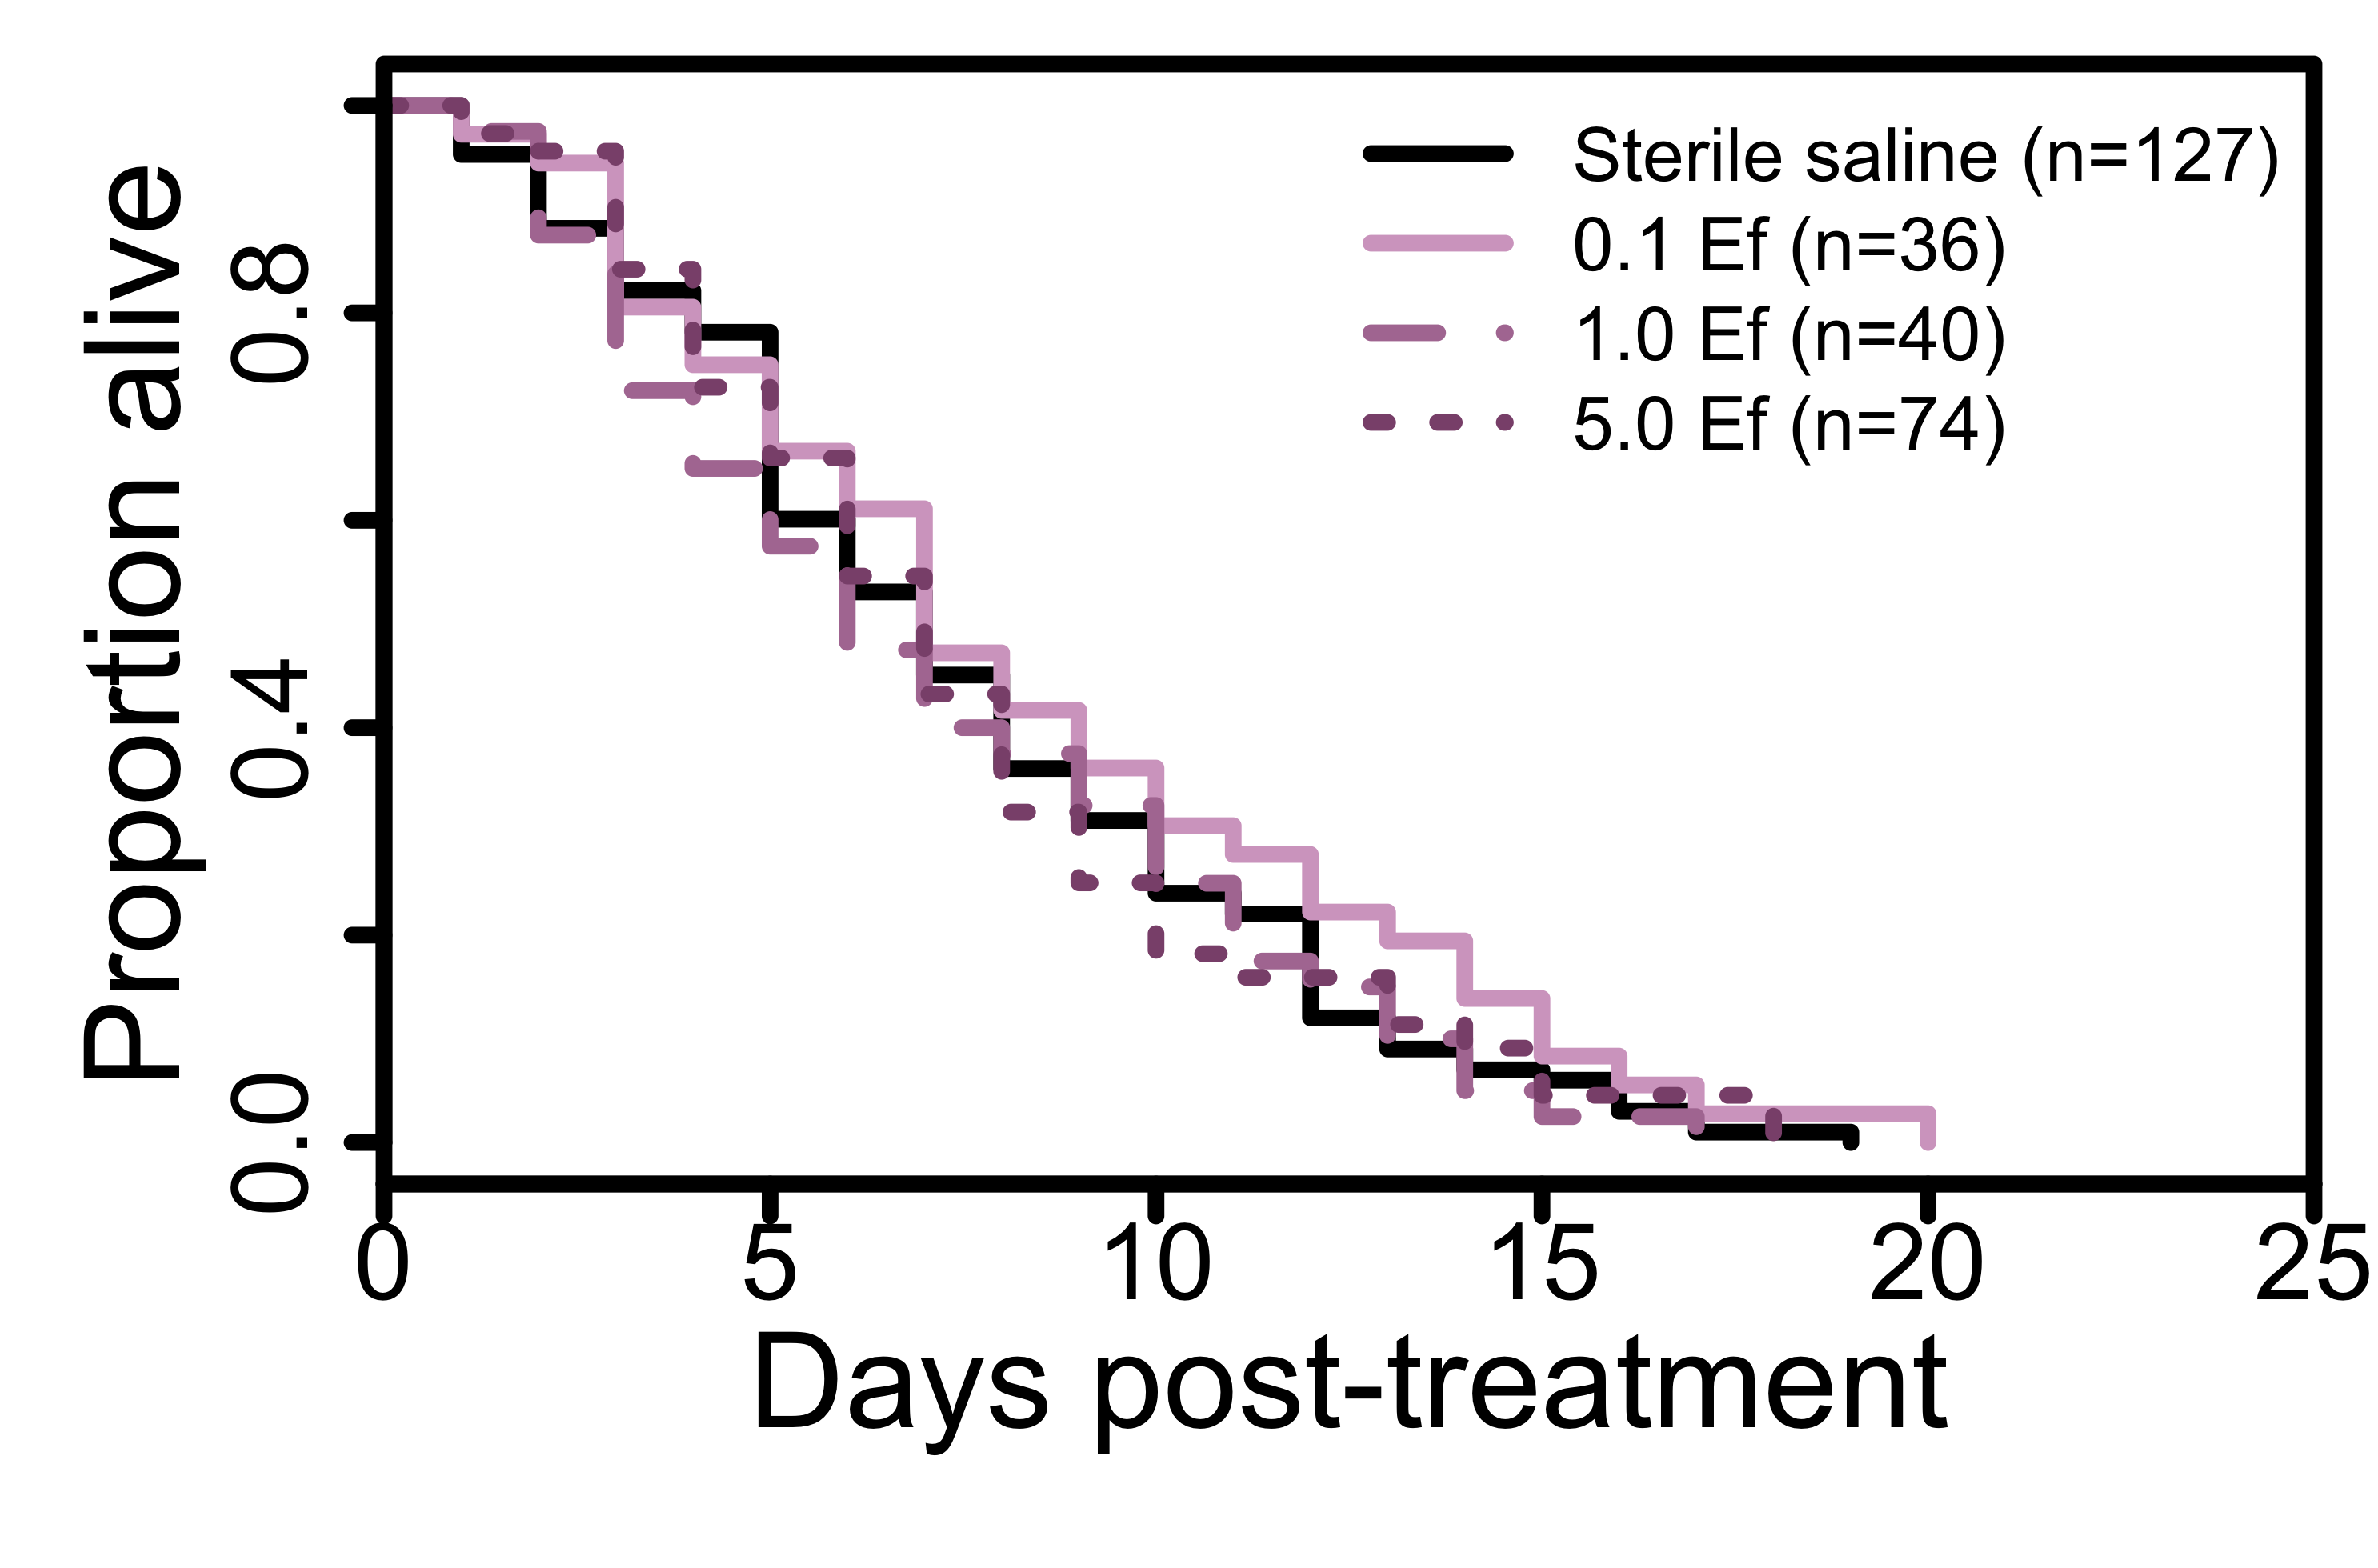 Proportion alive
0.8
0.4
0.0
Sterile saline (n=127)
0.1 Ef (n=36)
1.0 Ef (n=40)
5.0 Ef (n=74)
0 5 10 15 20 25
Days post-treatment